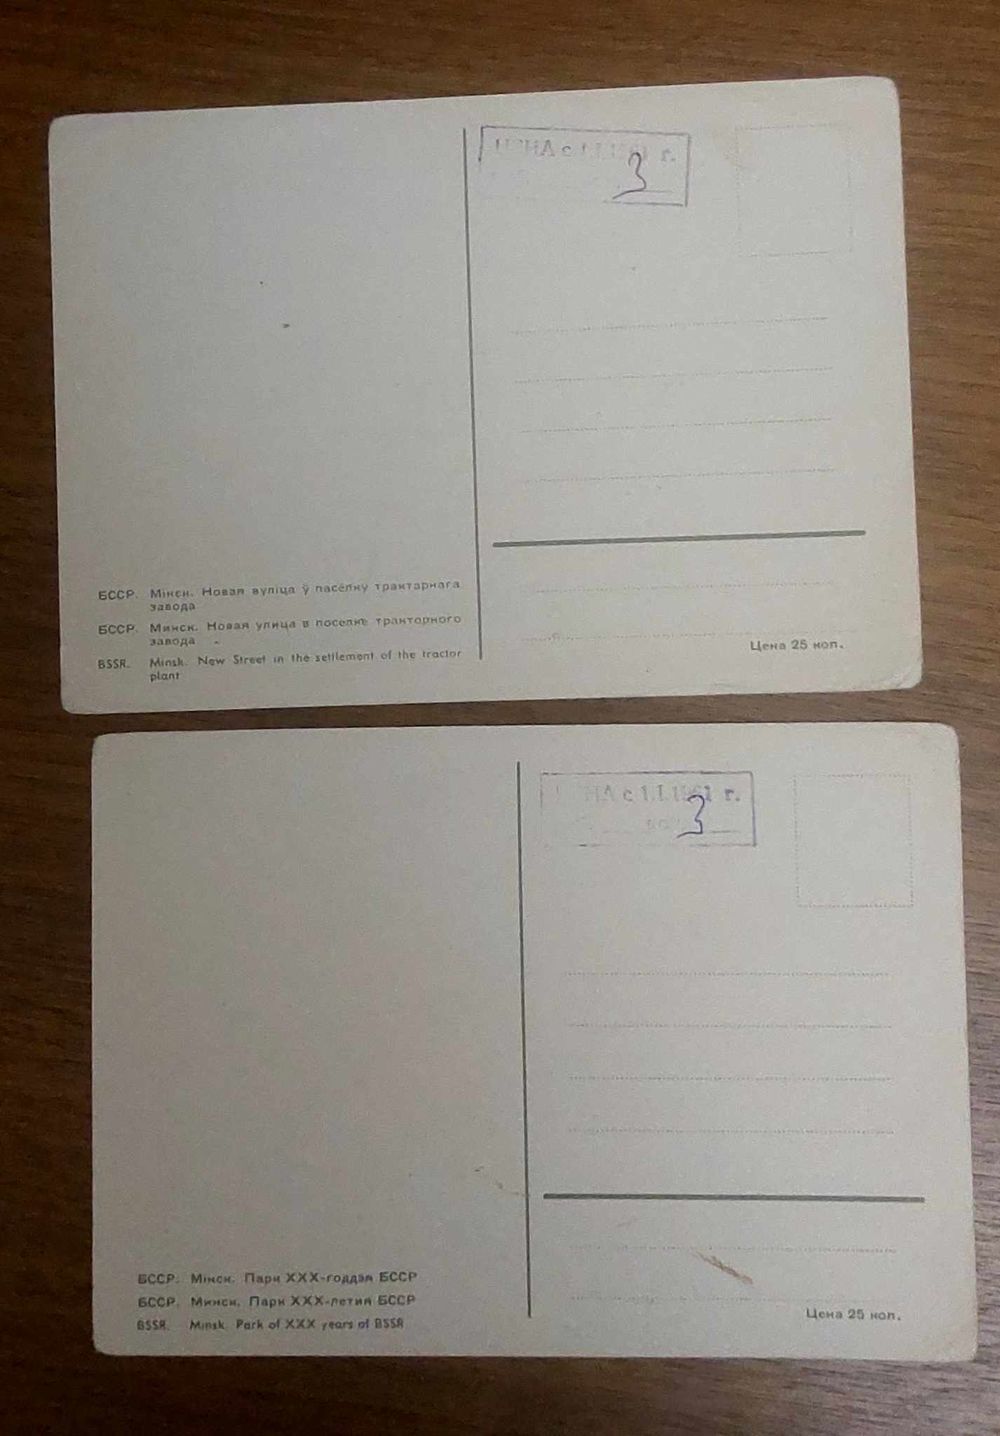 ЦЕНА с 1.I.1961 г.
3
БССР. Мінск. Новая вуліца ў пасёлку трактарнага
завода
БССР. Минск. Новая улица в поселке тракторного
завода
BSSR. Minsk. New Street in the settlement of the tractor
plant
Цена 25 коп.
ЦЕНА с 1.I.1961 г.
коп. 3
БССР. Мінск. Парк XXX-годдзя БССР
БССР. Минск. Парк XXX-летия БССР
BSSR. Minsk. Park of XXX years of BSSR
Цена 25 коп.